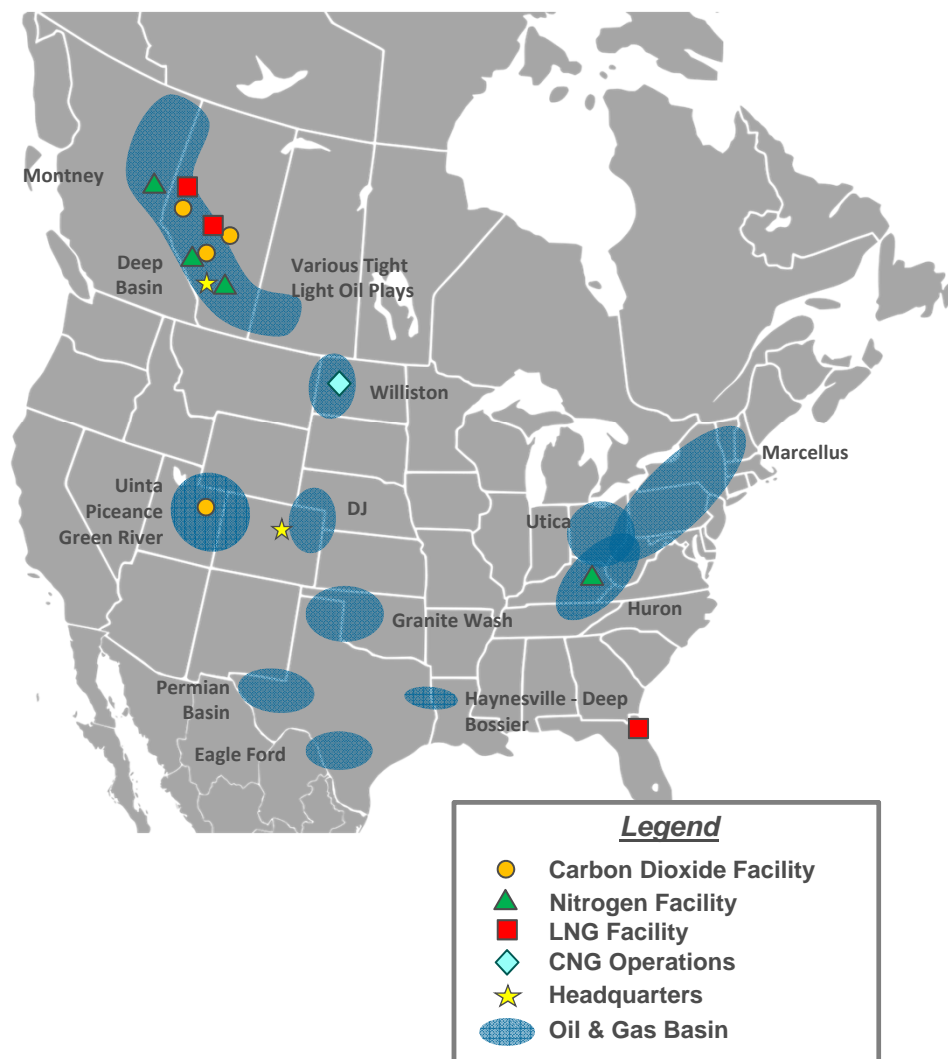 Montney
Deep
Basin
Various Tight
Light Oil Plays
Williston
Marcellus
Uinta
Piceance
Green River
DJ
Utica
Huron
Granite Wash
Permian
Basin
Haynesville - Deep
Bossier
Eagle Ford
Legend
Carbon Dioxide Facility
Nitrogen Facility
LNG Facility
CNG Operations
Headquarters
Oil & Gas Basin